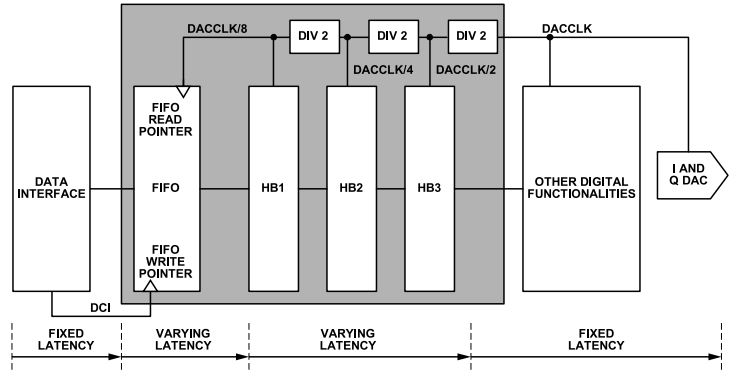 DACCLK/8
DIV 2
DIV 2
DIV 2
DACCLK
DACCLK/4
DACCLK/2
DATA
INTERFACE
FIFO
READ
POINTER
FIFO
FIFO
WRITE
POINTER
HB1
HB2
HB3
OTHER DIGITAL
FUNCTIONALITIES
I AND
Q DAC
DCI
FIXED
LATENCY
VARYING
LATENCY
VARYING
LATENCY
FIXED
LATENCY